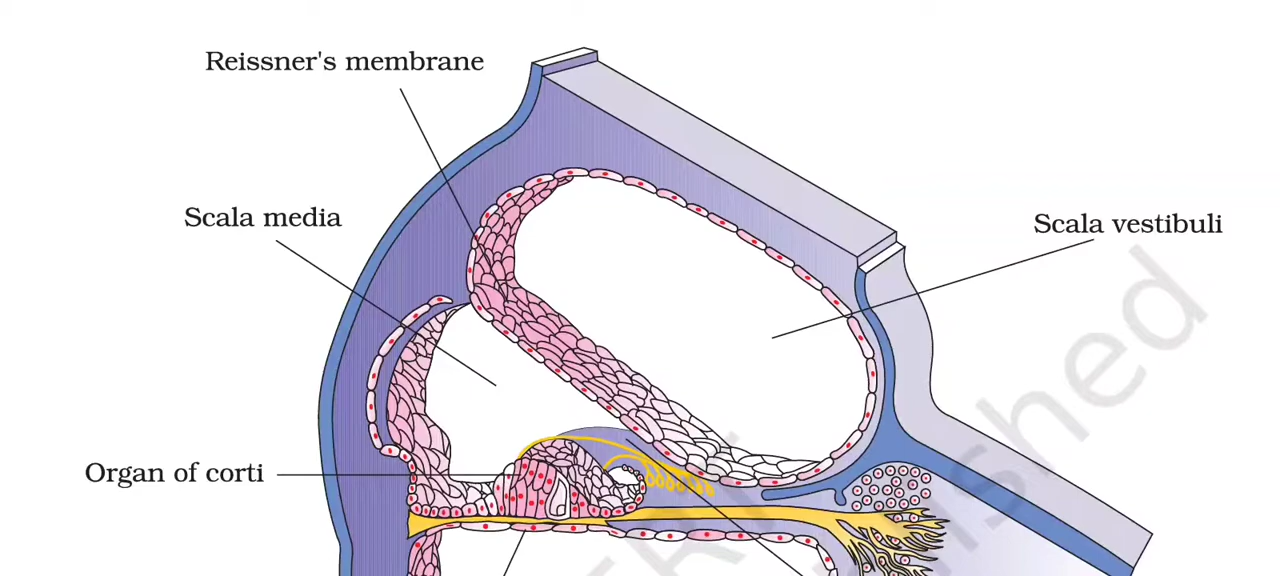 Reissner's membrane
Scala media
Scala vestibuli
Organ of corti